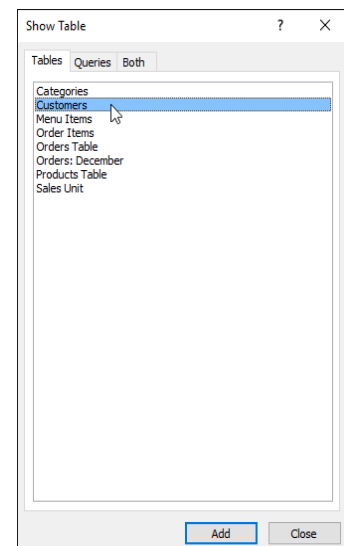 Show Table ? X
Tables Queries Both
Categories
Customers
Menu Items
Order Items
Orders Table
Orders: December
Products Table
Sales Unit
Add Close